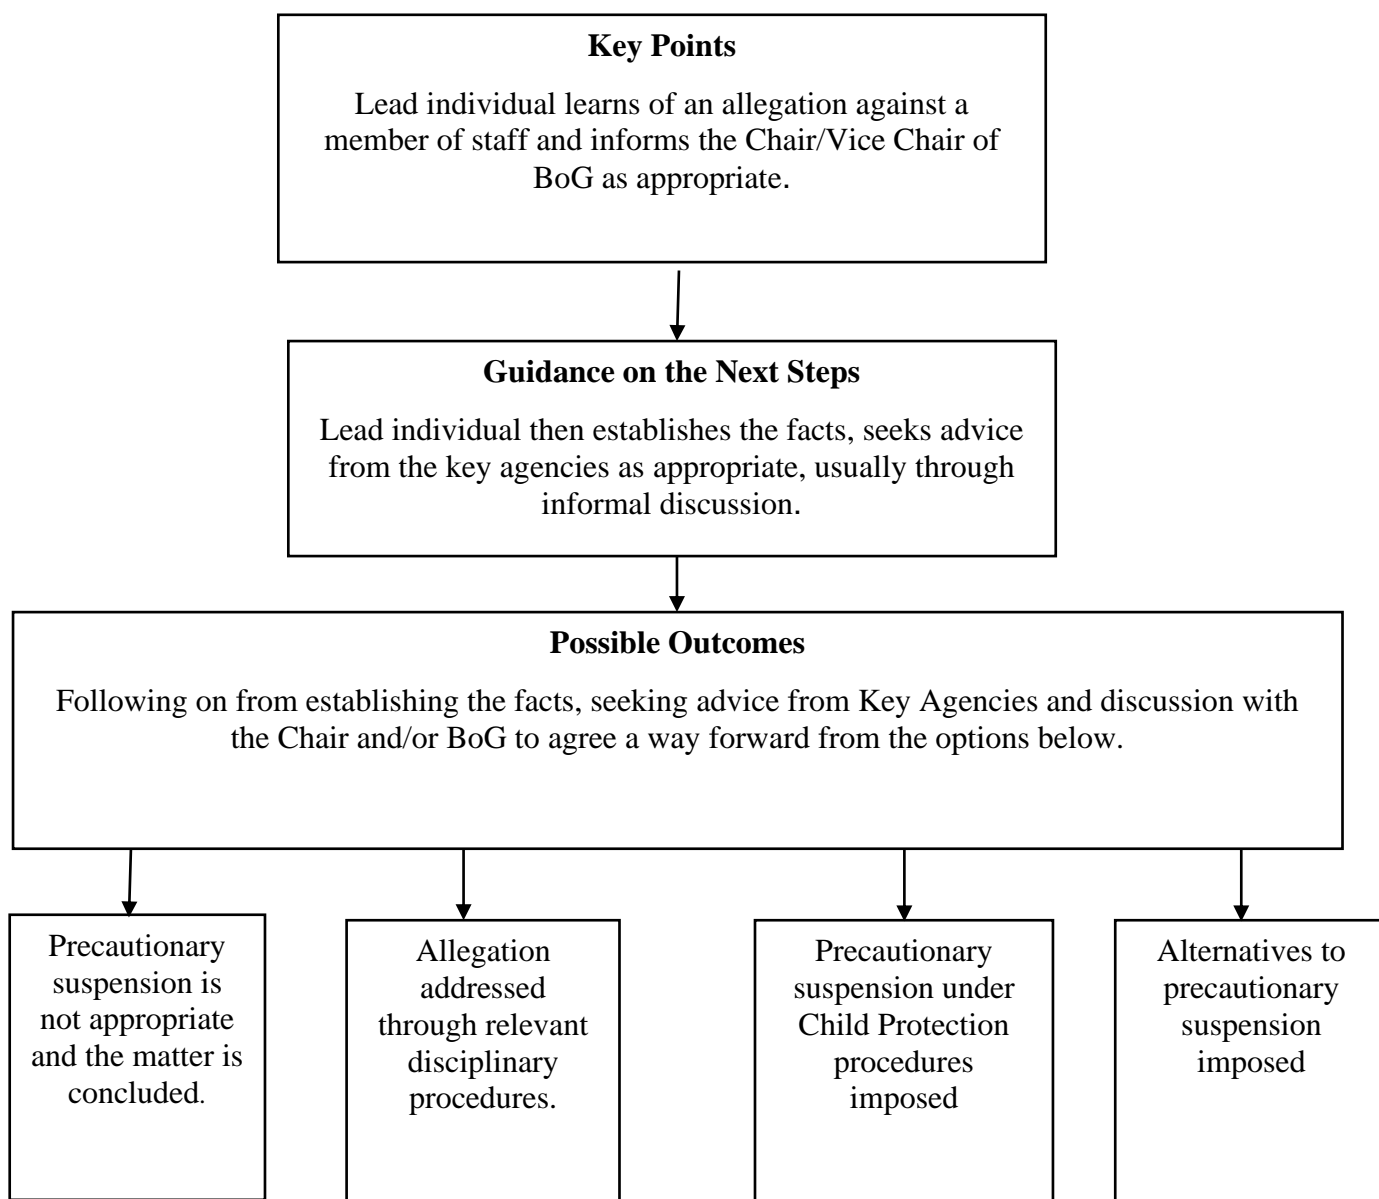 Key Points
Lead individual learns of an allegation against a
member of staff and informs the Chair/Vice Chair of
BoG as appropriate.
Guidance on the Next Steps
Lead individual then establishes the facts, seeks advice
from the key agencies as appropriate, usually through
informal discussion.
Possible Outcomes
Following on from establishing the facts, seeking advice from Key Agencies and discussion with
the Chair and/or BoG to agree a way forward from the options below.
Precautionary
suspension is
not appropriate
and the matter is
concluded.
Allegation
addressed
through relevant
disciplinary
procedures.
Precautionary
suspension under
Child Protection
procedures
imposed
Alternatives to
precautionary
suspension
imposed